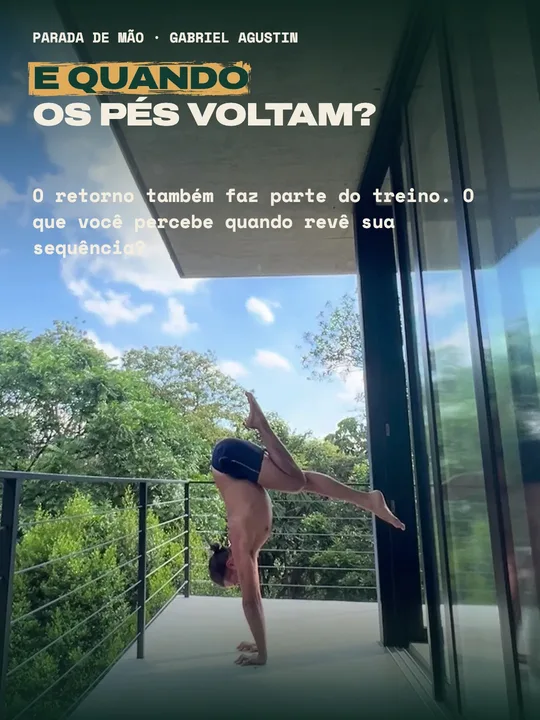 PARADA DE MÃO · GABRIEL AGUSTIN
E QUANDO
OS PÉS VOLTAM?
O retorno também faz parte do treino. O
que você percebe quando revê sua
sequência?